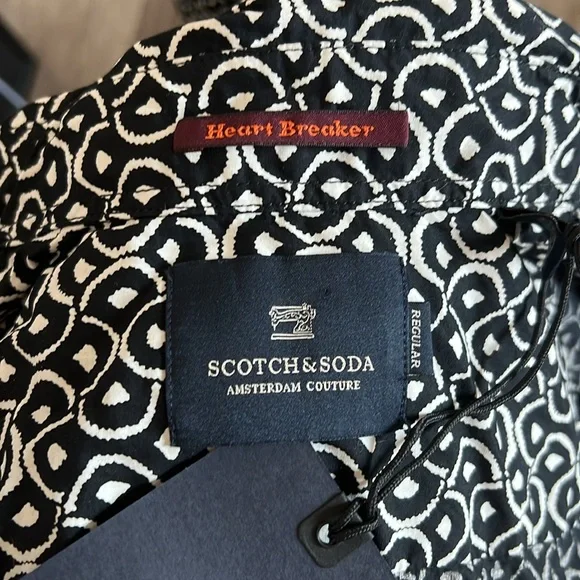 Heart Breaker
SCOTCH&SODA
AMSTERDAM COUTURE
REGULAR